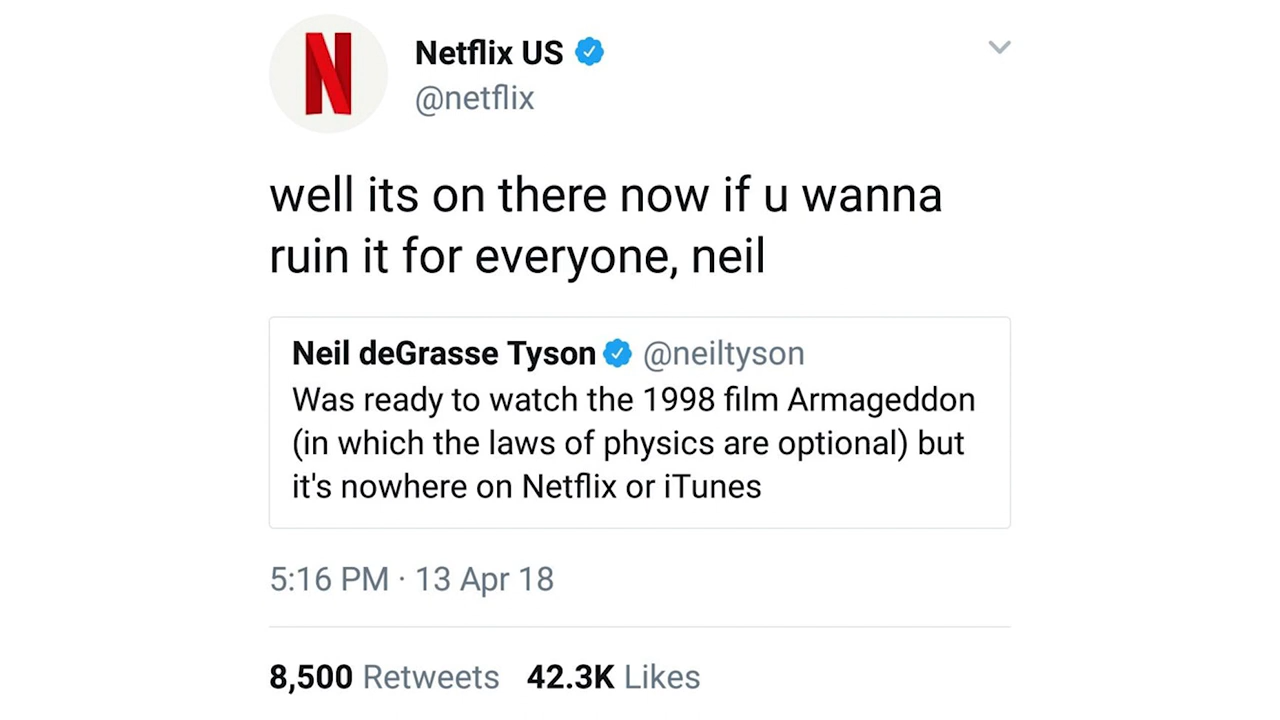 N
Netflix US
@netflix
well its on there now if u wanna
ruin it for everyone, neil
Neil deGrasse Tyson @neiltyson
Was ready to watch the 1998 film Armageddon
(in which the laws of physics are optional) but
it's nowhere on Netflix or iTunes
5:16 PM · 13 Apr 18
8,500 Retweets 42.3K Likes